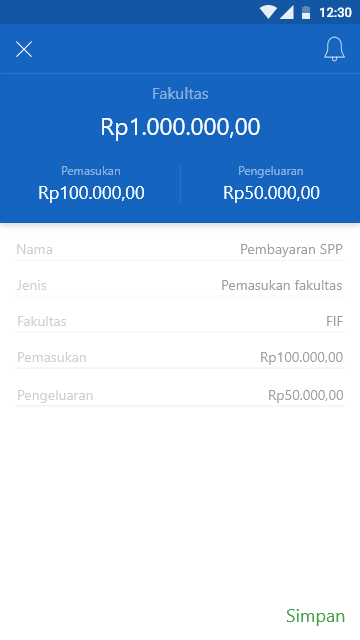 12:30
Fakultas
Rp1.000.000,00
Pemasukan Pengeluaran
Rp100.000,00 Rp50.000,00
Nama Pembayaran SPP
Jenis Pemasukan fakultas
Fakultas FIF
Pemasukan Rp100.000,00
Pengeluaran Rp50.000,00
Simpan